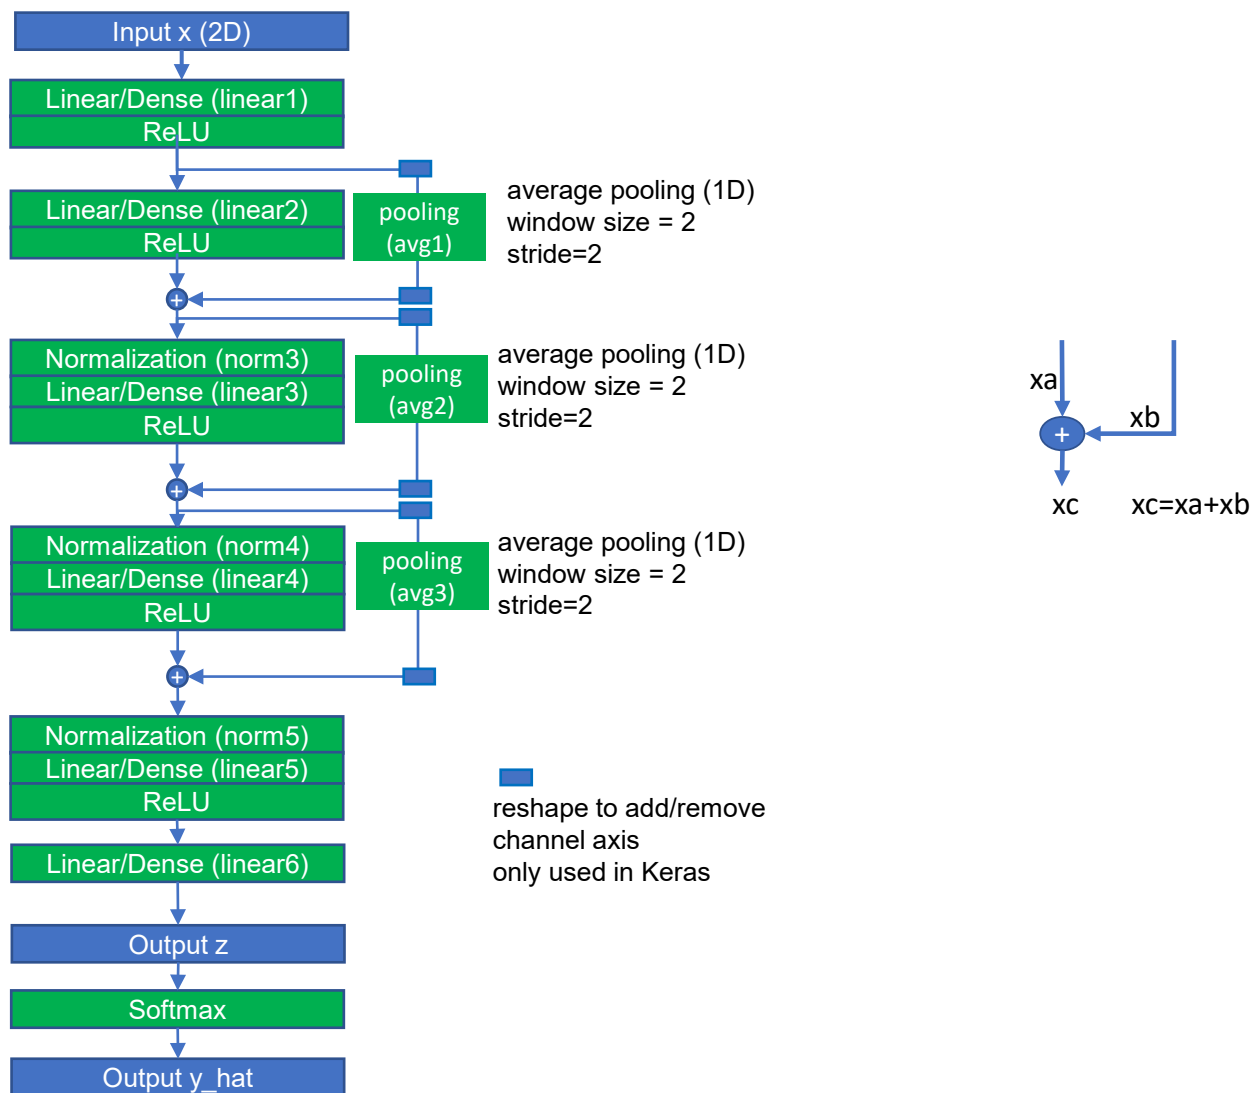 Input x (2D)
Linear/Dense (linear1)
ReLU
Linear/Dense (linear2)
ReLU
pooling
(avg1)
average pooling (1D)
window size = 2
stride=2
+
Normalization (norm3)
Linear/Dense (linear3)
ReLU
pooling
(avg2)
average pooling (1D)
window size = 2
stride=2
+
Normalization (norm4)
Linear/Dense (linear4)
ReLU
pooling
(avg3)
average pooling (1D)
window size = 2
stride=2
+
Normalization (norm5)
Linear/Dense (linear5)
ReLU
Linear/Dense (linear6)
Output z
Softmax
Output y_hat
reshape to add/remove
channel axis
only used in Keras
xa
xb
+
xc
xc=xa+xb